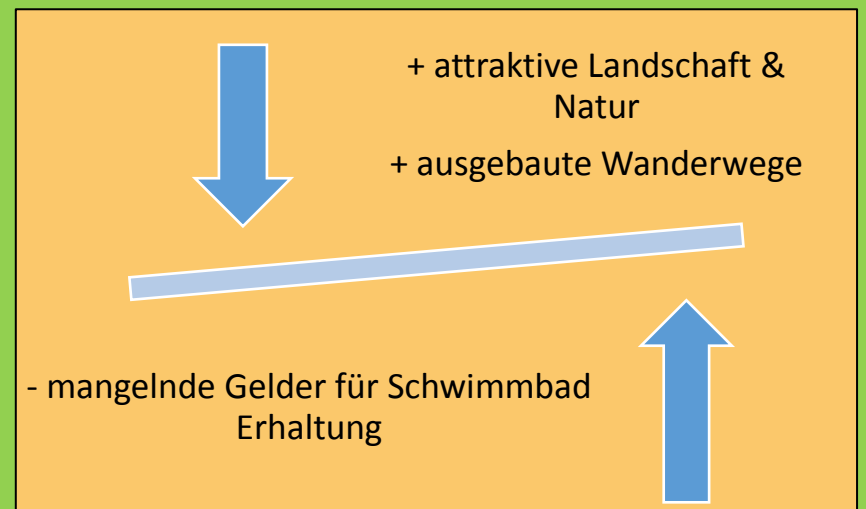 + attraktive Landschaft &
Natur
+ ausgebaute Wanderwege
- mangelnde Gelder für Schwimmbad
Erhaltung